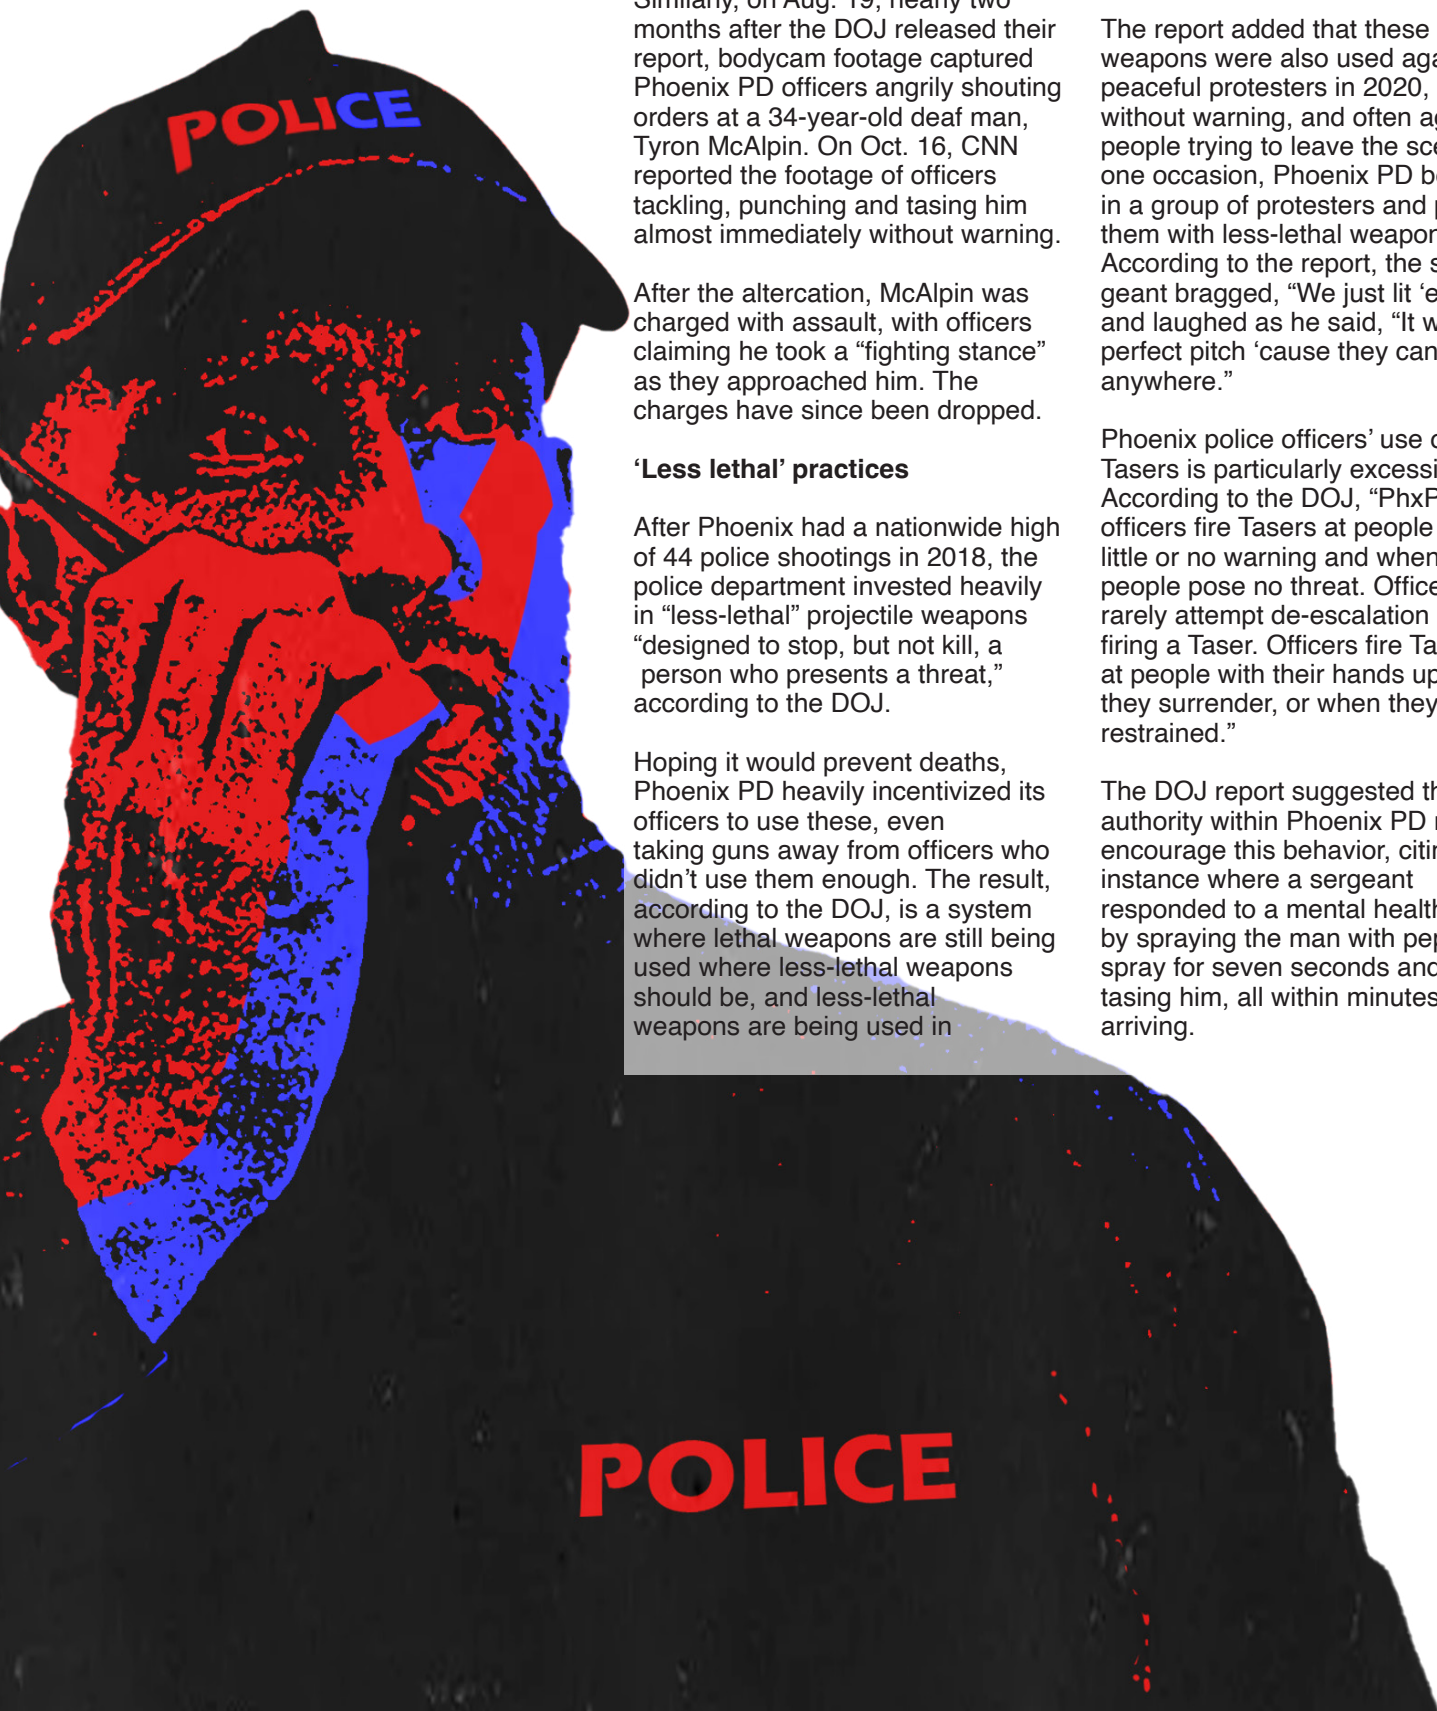 POLICE
Similarly, on Aug. 19, nearly two
months after the DOJ released their
report, bodycam footage captured
Phoenix PD officers angrily shouting
orders at a 34-year-old deaf man,
Tyron McAlpin. On Oct. 16, CNN
reported the footage of officers
tackling, punching and tasing him
almost immediately without warning.
After the altercation, McAlpin was
charged with assault, with officers
claiming he took a “fighting stance”
as they approached him. The
charges have since been dropped.
‘Less lethal’ practices
After Phoenix had a nationwide high
of 44 police shootings in 2018, the
police department invested heavily
in “less-lethal” projectile weapons
“designed to stop, but not kill, a
person who presents a threat,”
according to the DOJ.
Hoping it would prevent deaths,
Phoenix PD heavily incentivized its
officers to use these, even
taking guns away from officers who
didn’t use them enough. The result,
according to the DOJ, is a system
where lethal weapons are still being
used where less-lethal weapons
should be, and less-lethal
weapons are being used in
The report added that these
weapons were also used
peaceful protesters in 2020,
without warning, and often
people trying to leave the
one occasion, Phoenix PD
in a group of protesters and
them with less-lethal
According to the report, the
geant bragged, “We just lit
and laughed as he said, “It
perfect pitch ‘cause they
anywhere.”
Phoenix police officers’ use
Tasers is particularly
According to the DOJ,
officers fire Tasers at people
little or no warning and when
people pose no threat.
rarely attempt de-escalation
firing a Taser. Officers fire
at people with their hands
they surrender, or when they
restrained.”
The DOJ report suggested
authority within Phoenix PD
encourage this behavior,
instance where a sergeant
responded to a mental
by spraying the man with
spray for seven seconds and
tasing him, all within minutes
arriving.
POLICE